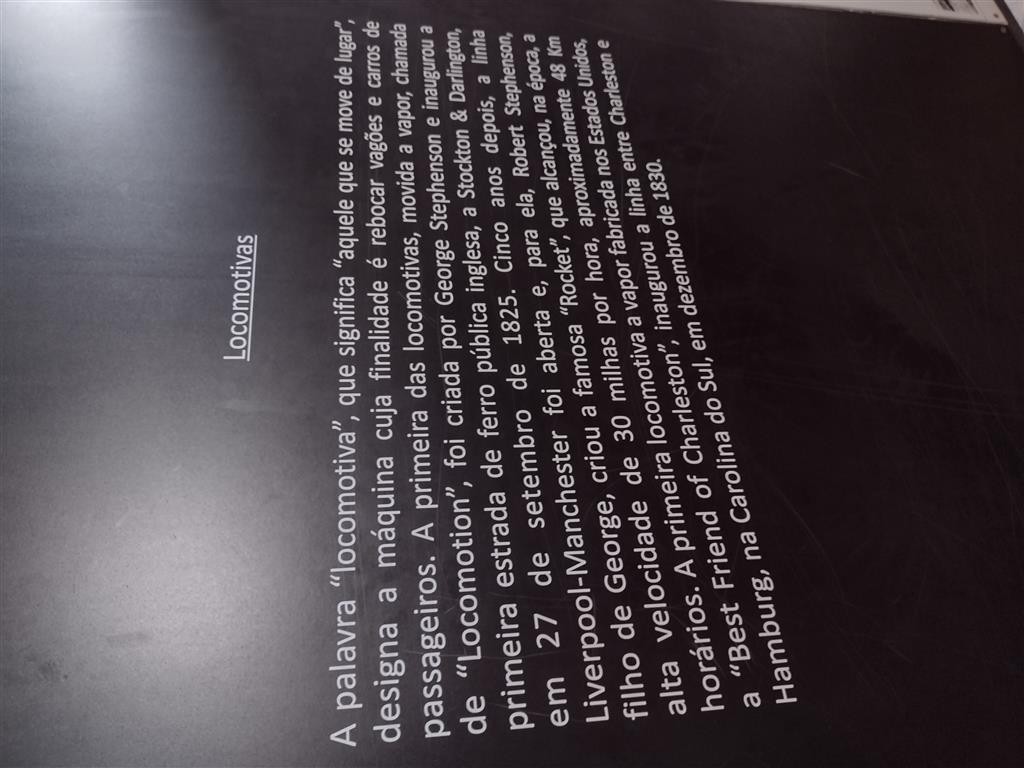 Locomotivas
A palavra “locomotiva”, que significa “aquele que se move de lugar”,
designa a máquina cuja finalidade é rebocar vagões e carros de
passageiros. A primeira das locomotivas, movida a vapor, chamada
de “Locomotion”, foi criada por George Stephenson e inaugurou a
primeira estrada de ferro pública inglesa, a Stockton & Darlington,
em 27 de setembro de 1825. Cinco anos depois, a linha
Liverpool-Manchester foi aberta e, para ela, Robert Stephenson,
filho de George, criou a famosa “Rocket”, que alcançou, na época, a
alta velocidade de 30 milhas por hora, aproximadamente 48 Km
horários. A primeira locomotiva a vapor fabricada nos Estados Unidos,
a “Best Friend of Charleston”, inaugurou a linha entre Charleston e
Hamburg, na Carolina do Sul, em dezembro de 1830.